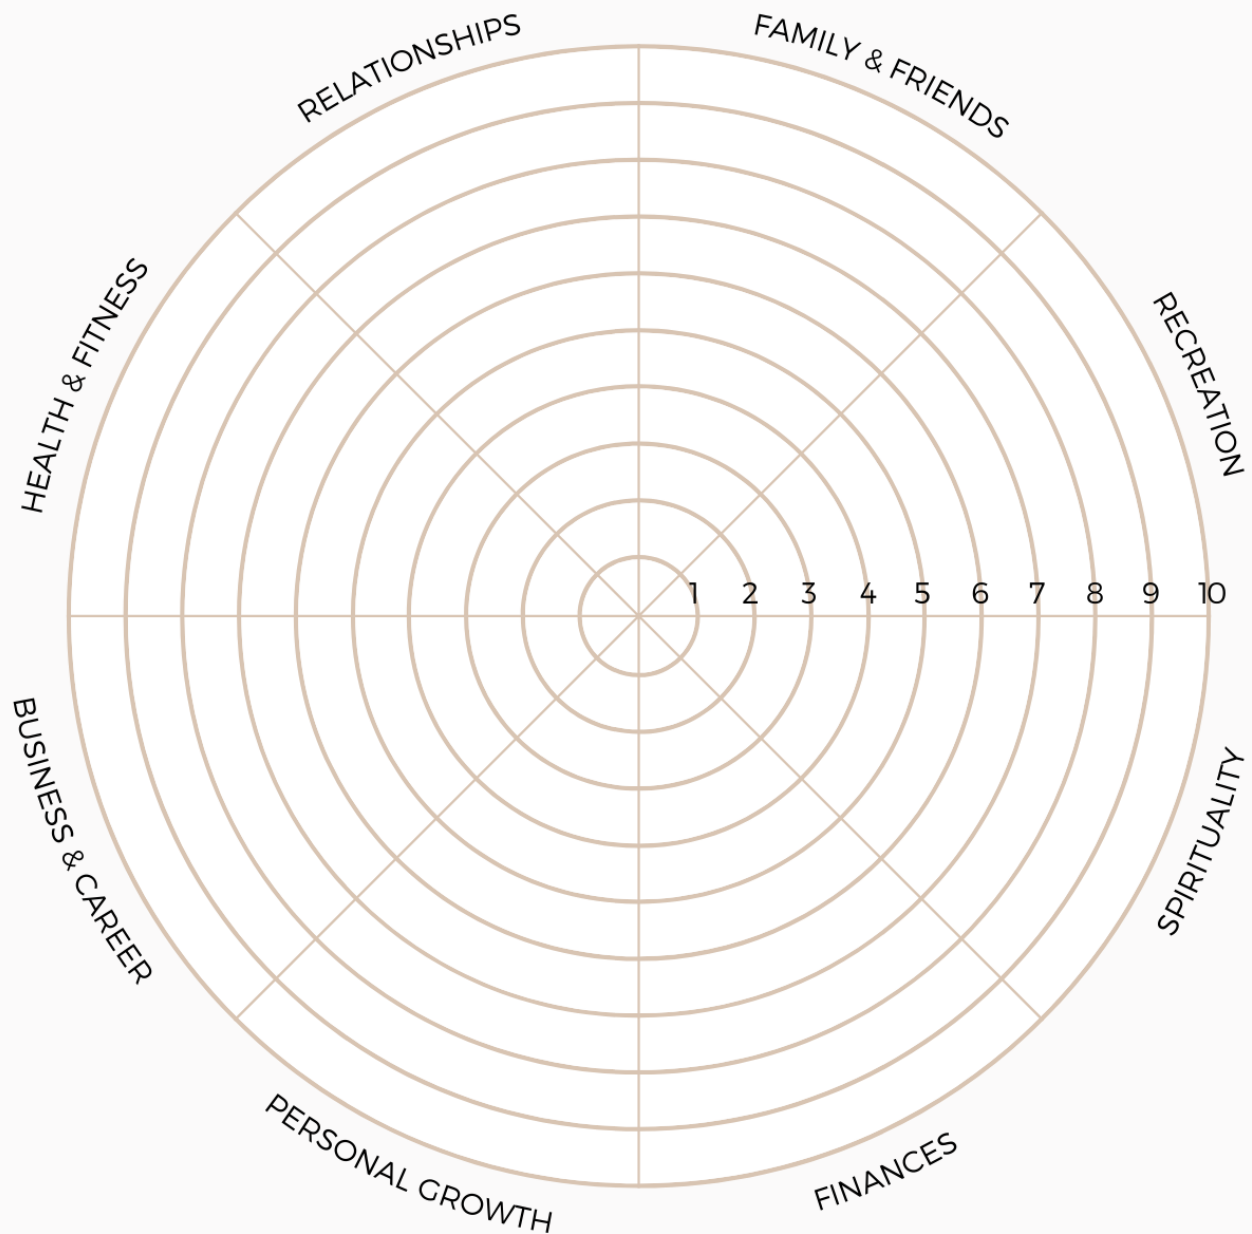 RELATIONSHIPS
FAMILY & FRIENDS
HEALTH & FITNESS
RECREATION
1 2 3 4 5 6 7 8 9 10
BUSINESS & CAREER
SPIRITUALITY
PERSONAL GROWTH
FINANCES